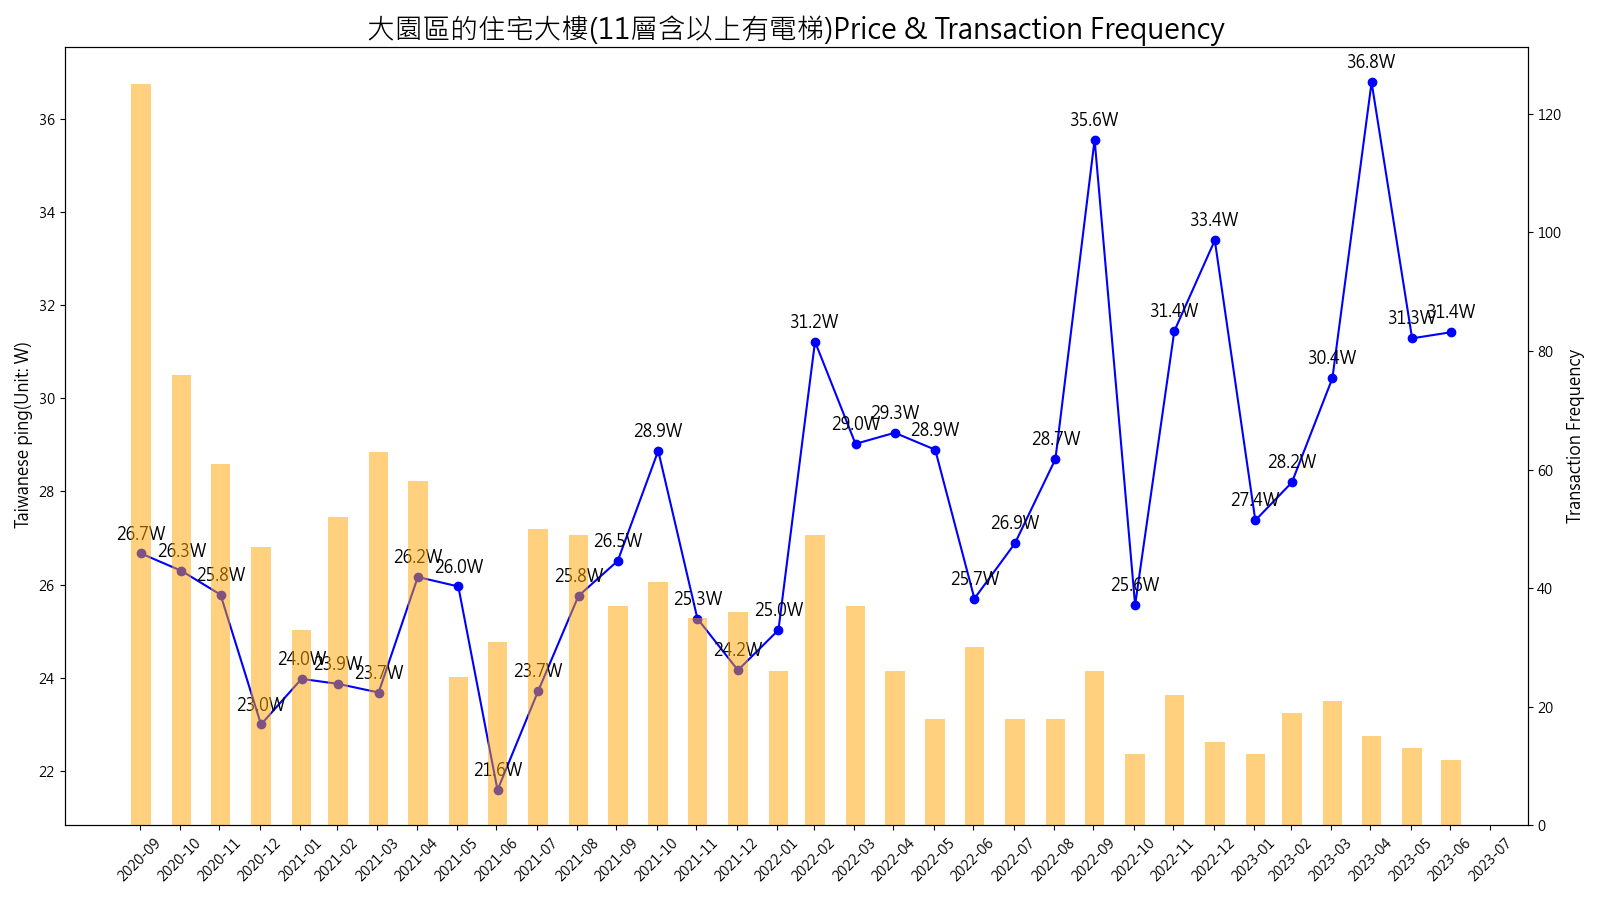 大園區的住宅大樓(11層含以上有電梯)Price & Transaction Frequency
Taiwanese ping(Unit: W)
36
34
32
30
28
26
24
22
26.7W
26.3W
25.8W
23.0W
24.0W
23.9W
23.7W
26.2W
26.0W
21.6W
23.7W
25.8W
26.5W
28.9W
25.3W
24.2W
25.0W
31.2W
29.0W
29.3W
28.9W
25.7W
26.9W
28.7W
35.6W
25.6W
31.4W
33.4W
27.4W
28.2W
30.4W
36.8W
31.3W
31.4W
120
100
80
60
40
20
0
Transaction Frequency
2020-09
2020-10
2020-11
2020-12
2021-01
2021-02
2021-03
2021-04
2021-05
2021-06
2021-07
2021-08
2021-09
2021-10
2021-11
2021-12
2022-01
2022-02
2022-03
2022-04
2022-05
2022-06
2022-07
2022-08
2022-09
2022-10
2022-11
2022-12
2023-01
2023-02
2023-03
2023-04
2023-05
2023-06
2023-07